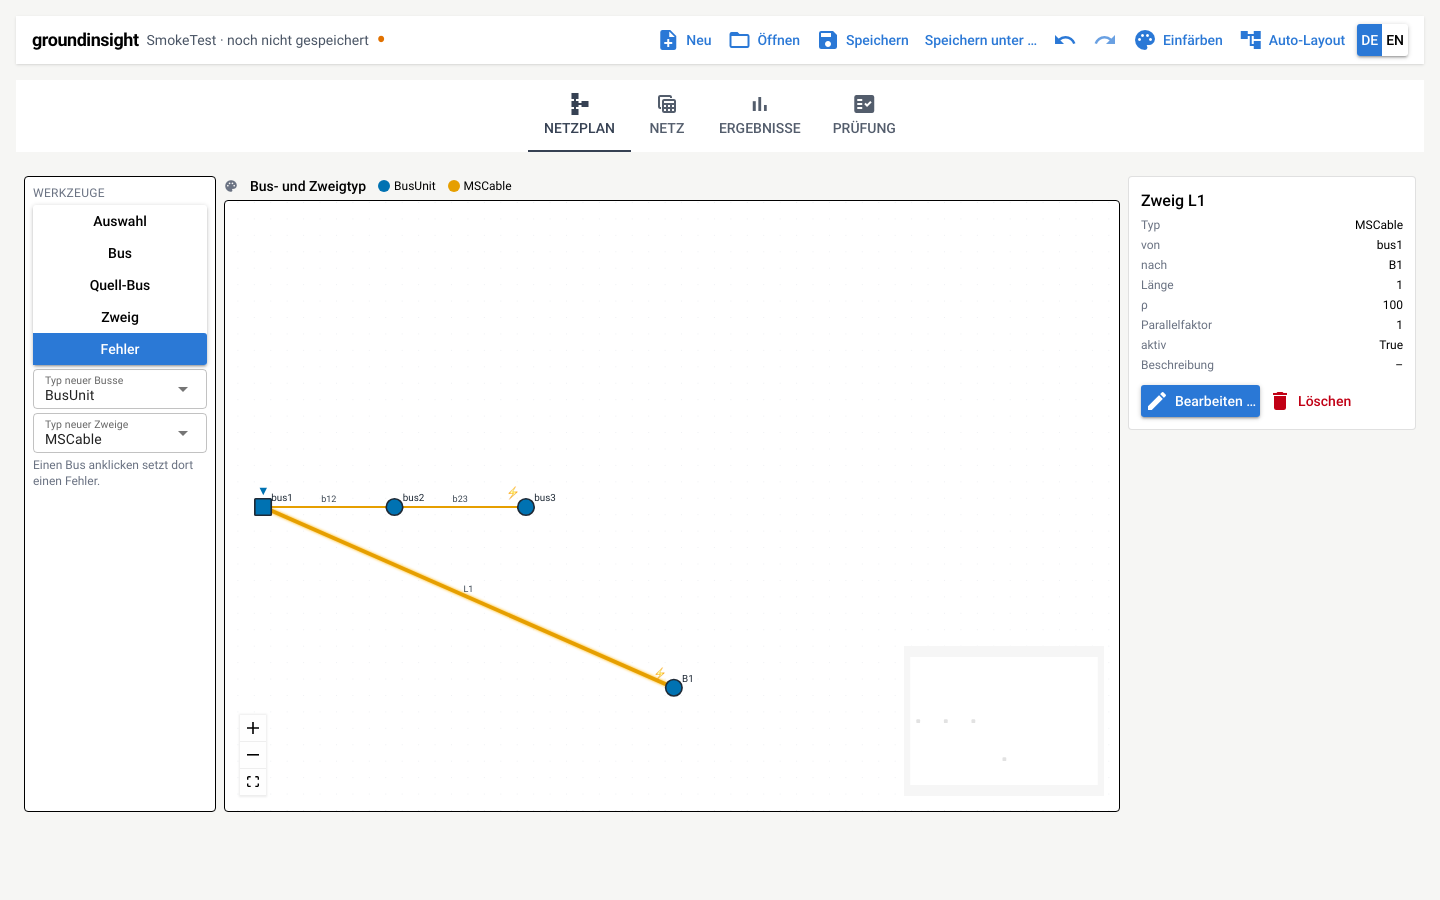 groundinsight SmokeTest · noch nicht gespeichert
Neu
Öffnen
Speichern
Speichern unter ...
Einfärben
Auto-Layout
DE EN
NETZPLAN
NETZ
ERGEBNISSE
PRÜFUNG
WERKZEUGE
Auswahl
Bus
Quell-Bus
Zweig
Fehler
Typ neuer Busse
BusUnit
Typ neuer Zweige
MSCable
Einen Bus anklicken setzt dort
einen Fehler.
Bus- und Zweigtyp BusUnit MSCable
bus1
b12
bus2
b23
bus3
L1
B1
Zweig L1
Typ MSCable
von bus1
nach B1
Länge 1
ρ 100
Parallelfaktor 1
aktiv True
Beschreibung –
Bearbeiten ...
Löschen